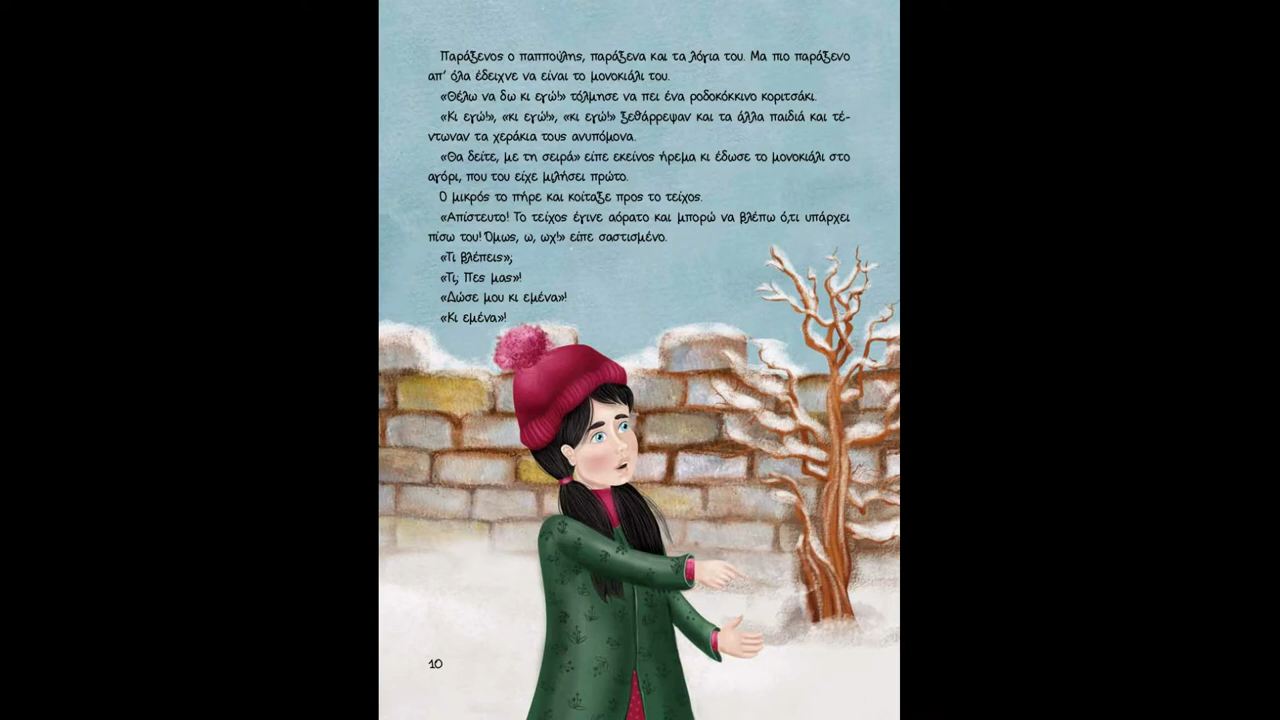 Παράξενος ο παππούλης, παράξενα και τα λόγια του. Μα πιο παράξενο
απ’ όλα έδειχνε να είναι το μονοκιάλι του.
«Θέλω να δω κι εγώ!» τόλμησε να πει ένα ροδοκόκκινο κοριτσάκι.
«Κι εγώ!», «κι εγώ!», «κι εγώ!» ξεθάρρεψαν και τα άλλα παιδιά και τέ-
ντωναν τα χεράκια τους ανυπόμονα.
«Θα δείτε, με τη σειρά» είπε εκείνος ήρεμα κι έδωσε το μονοκιάλι στο
αγόρι, που του είχε μιλήσει πρώτο.
Ο μικρός το πήρε και κοίταξε προς το τείχος.
«Απίστευτο! Το τείχος έγινε αόρατο και μπορώ να βλέπω ό,τι υπάρχει
πίσω του! Όμως, ω, ωχ!» είπε σαστισμένο.
«Τι βλέπεις»;
«Τι; Πες μας»!
«Δώσε μου κι εμένα»!
«Κι εμένα»!
10